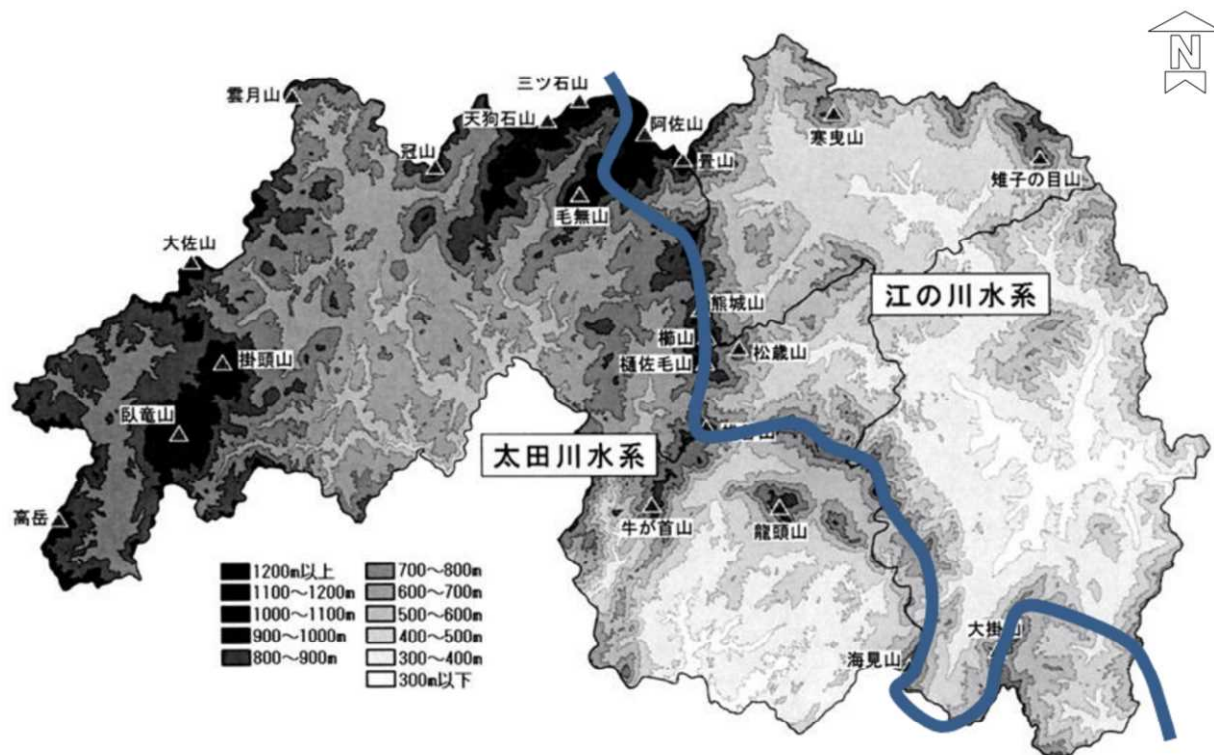 N
三ツ石山
雲月山
天狗石山
阿佐山
寒曳山
冠山
畳山
雉子の目山
毛無山
大佐山
江の川水系
熊城山
櫛山
掛頭山
松歳山
樋佐毛山
臥竜山
太田川水系
高岳
牛が首山
龍頭山
1200m以上
1100～1200m
1000～1100m
900～1000m
800～900m
700～800m
600～700m
500～600m
400～500m
300～400m
300m以下
大掛山
海見山